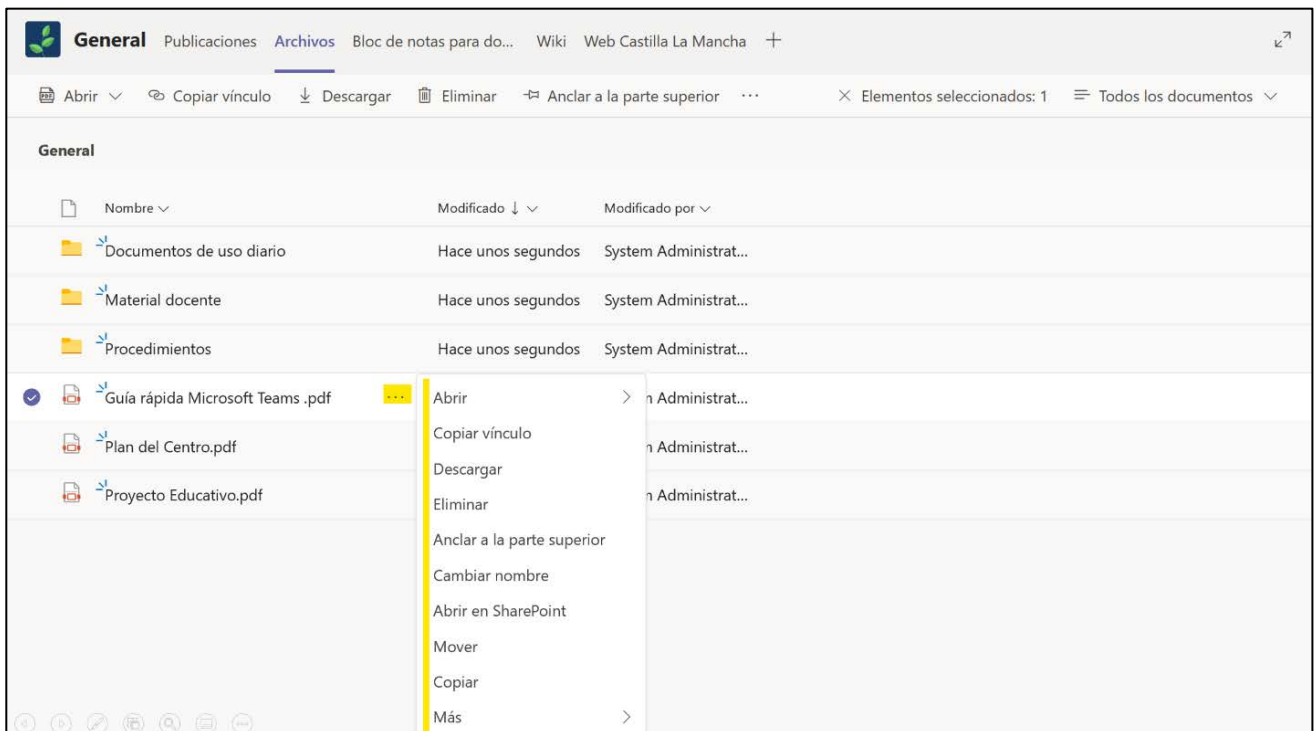 General Publicaciones Archivos Bloc de notas para do... Wiki Web Castilla La Mancha +
Abrir Copiar vínculo Descargar Eliminar Anclar a la parte superior ... Elementos seleccionados: 1 Todos los documentos
General
Nombre Modificado Modificado por
Documentos de uso diario Hace unos segundos System Administrat...
Material docente Hace unos segundos System Administrat...
Procedimientos Hace unos segundos System Administrat...
Guía rápida Microsoft Teams .pdf ... Abrir n Administrat...
Copiar vínculo
Plan del Centro.pdf n Administrat...
Descargar
Proyecto Educativo.pdf n Administrat...
Eliminar
Anclar a la parte superior
Cambiar nombre
Abrir en SharePoint
Mover
Copiar
Más